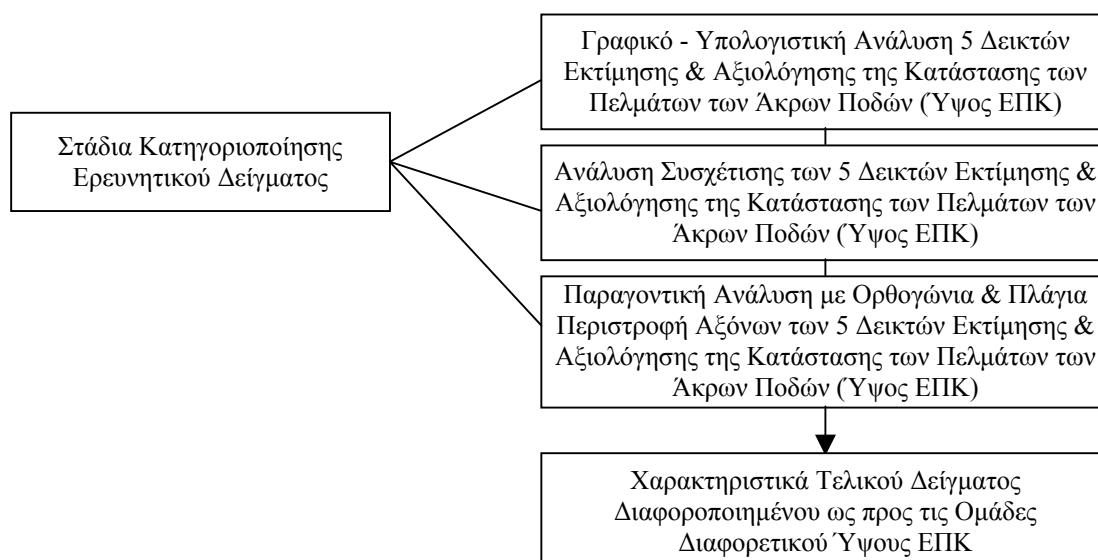 Στάδια Κατηγοριοποίησης
Ερευνητικού Δείγματος
Γραφικό - Υπολογιστική Ανάλυση 5 Δεικτών
Εκτίμησης & Αξιολόγησης της Κατάστασης των
Πελμάτων των Άκρων Ποδών (Ύψος ΕΠΚ)
Ανάλυση Συσχέτισης των 5 Δεικτών Εκτίμησης &
Αξιολόγησης της Κατάστασης των Πελμάτων των
Άκρων Ποδών (Ύψος ΕΠΚ)
Παραγοντική Ανάλυση με Ορθογώνια & Πλάγια
Περιστροφή Αξόνων των 5 Δεικτών Εκτίμησης &
Αξιολόγησης της Κατάστασης των Πελμάτων των
Άκρων Ποδών (Ύψος ΕΠΚ)
Χαρακτηριστικά Τελικού Δείγματος
Διαφοροποιημένου ως προς τις Ομάδες
Διαφορετικού Ύψους ΕΠΚ